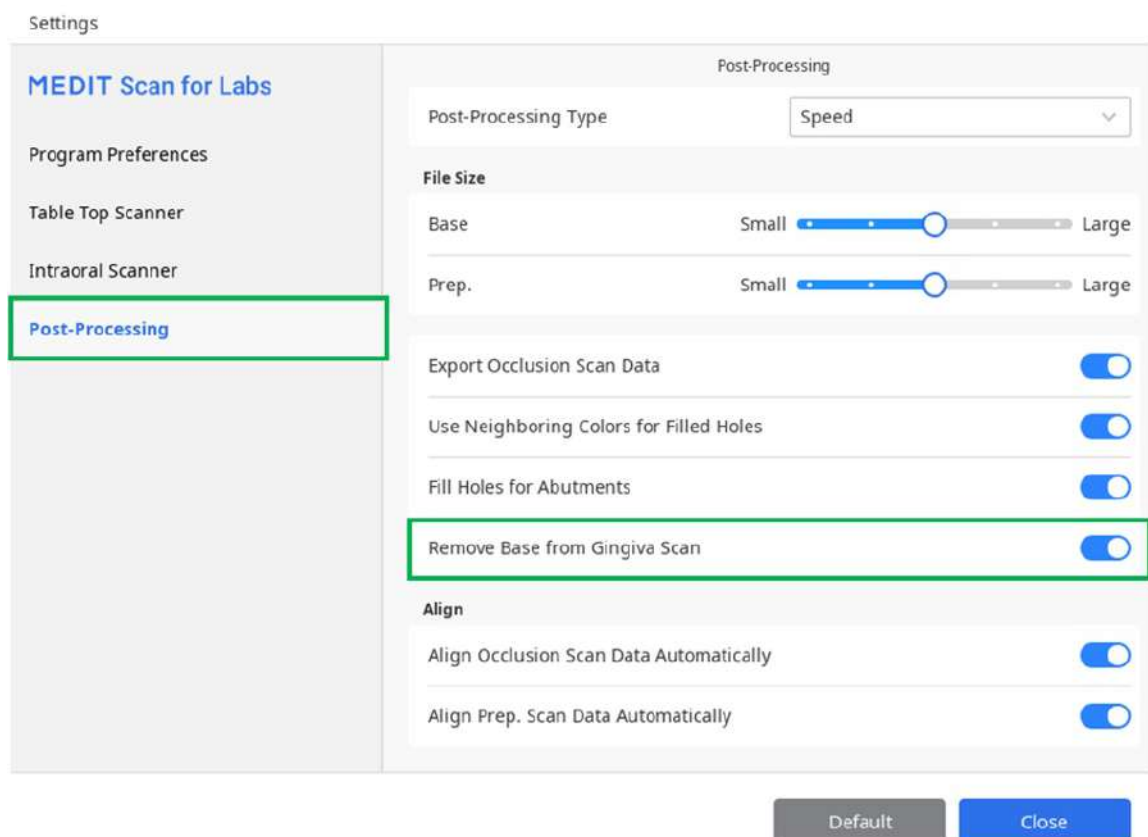 Settings
MEDIT Scan for Labs
Program Preferences
Table Top Scanner
Intraoral Scanner
Post-Processing
Post-Processing
Post-Processing Type Speed
File Size
Base Small Large
Prep. Small Large
Export Occlusion Scan Data
Use Neighboring Colors for Filled Holes
Fill Holes for Abutments
Remove Base from Gingiva Scan
Align
Align Occlusion Scan Data Automatically
Align Prep. Scan Data Automatically
Default Close